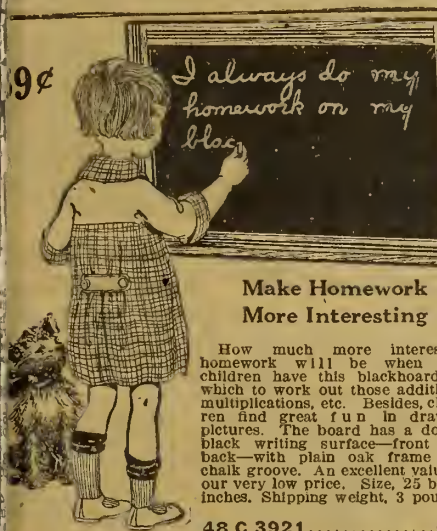 9¢
I always do my
homework on my
blac
Make Homework
More Interesting
How much more interes
homework will be when
children have this blackboard
which to work out those additi
multiplications, etc. Besides, c
ren find great fun in dra
pictures. The board has a do
black writing surface—front
back—with plain oak frame
chalk groove. An excellent valu
our very low price. Size, 25 b
inches. Shipping weight, 3 pou
48 C 3921